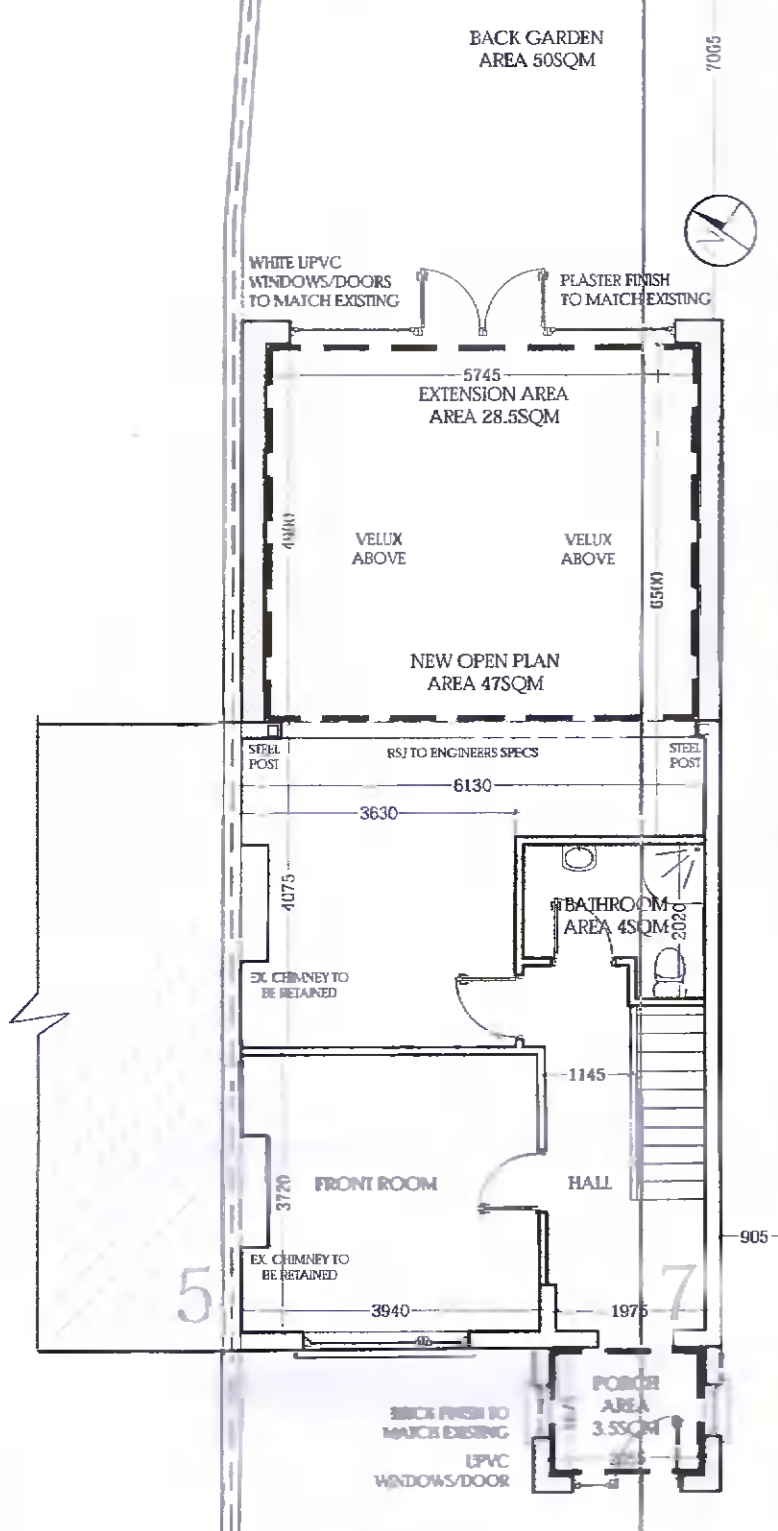 BACK GARDEN
AREA 50SQM
7005
WHITE UPVC
WINDOWS/DOORS
TO MATCH EXISTING
PLASTER FINISH
TO MATCH EXISTING
5745
EXTENSION AREA
AREA 28.5SQM
4900
VELUX
ABOVE
VELUX
ABOVE
6500
NEW OPEN PLAN
AREA 47SQM
STEEL
POST
RSJ TO ENGINEERS SPECS
STEEL
POST
6130
3630
4075
BATHROOM
AREA 4SQM
2020
EX. CHIMNEY TO
BE RETAINED
1145
FRONT ROOM
HALL
3720
905
EX. CHIMNEY TO
BE RETAINED
5
7
3940
1975
PORCH
AREA
3.5SQM
BRICK FINISH TO
MATCH EXISTING
UPVC
WINDOWS/DOOR